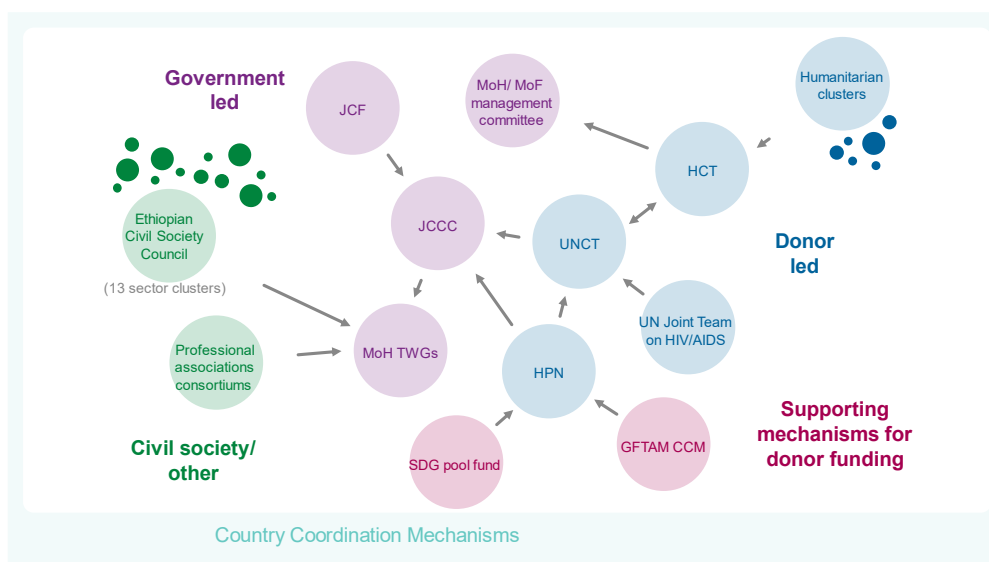 Government
led
JCF
MoH/ MoF
management
committee
Humanitarian
clusters
HCT
Ethiopian
Civil Society
Council
(13 sector clusters)
JCCC
UNCT
Donor
led
UN Joint Team
on HIV/AIDS
Professional
associations
consortiums
MoH TWGs
HPN
Civil society/
other
SDG pool fund
GFTAM CCM
Supporting
mechanisms for
donor funding
Country Coordination Mechanisms